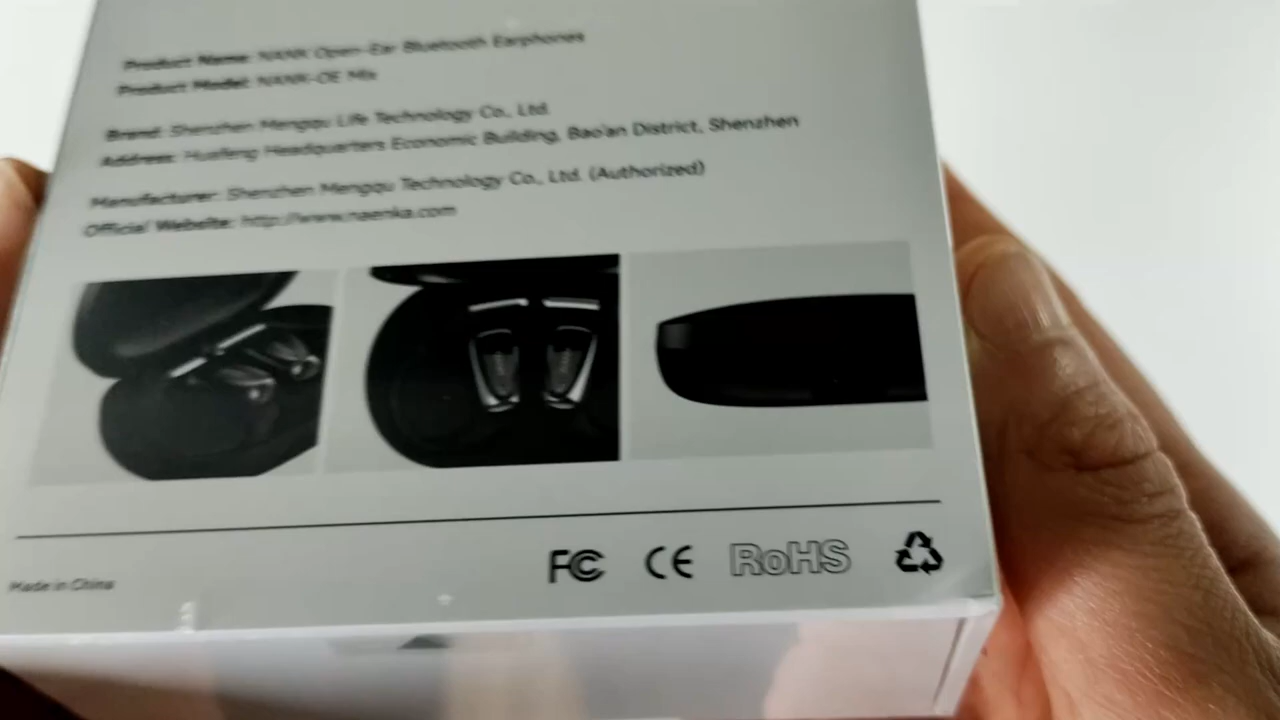 Product Name: NANK Open-Ear Bluetooth Earphones
Product Model: NANK-OE Mix
Brand: Shenzhen Mengqu Life Technology Co., Ltd.
Address: Huafeng Headquarters Economic Building, Bao'an District, Shenzhen
Manufacturer: Shenzhen Mengqu Technology Co., Ltd. (Authorized)
Official Website: http://www.naenka.com
FC CE RoHS
Made in China